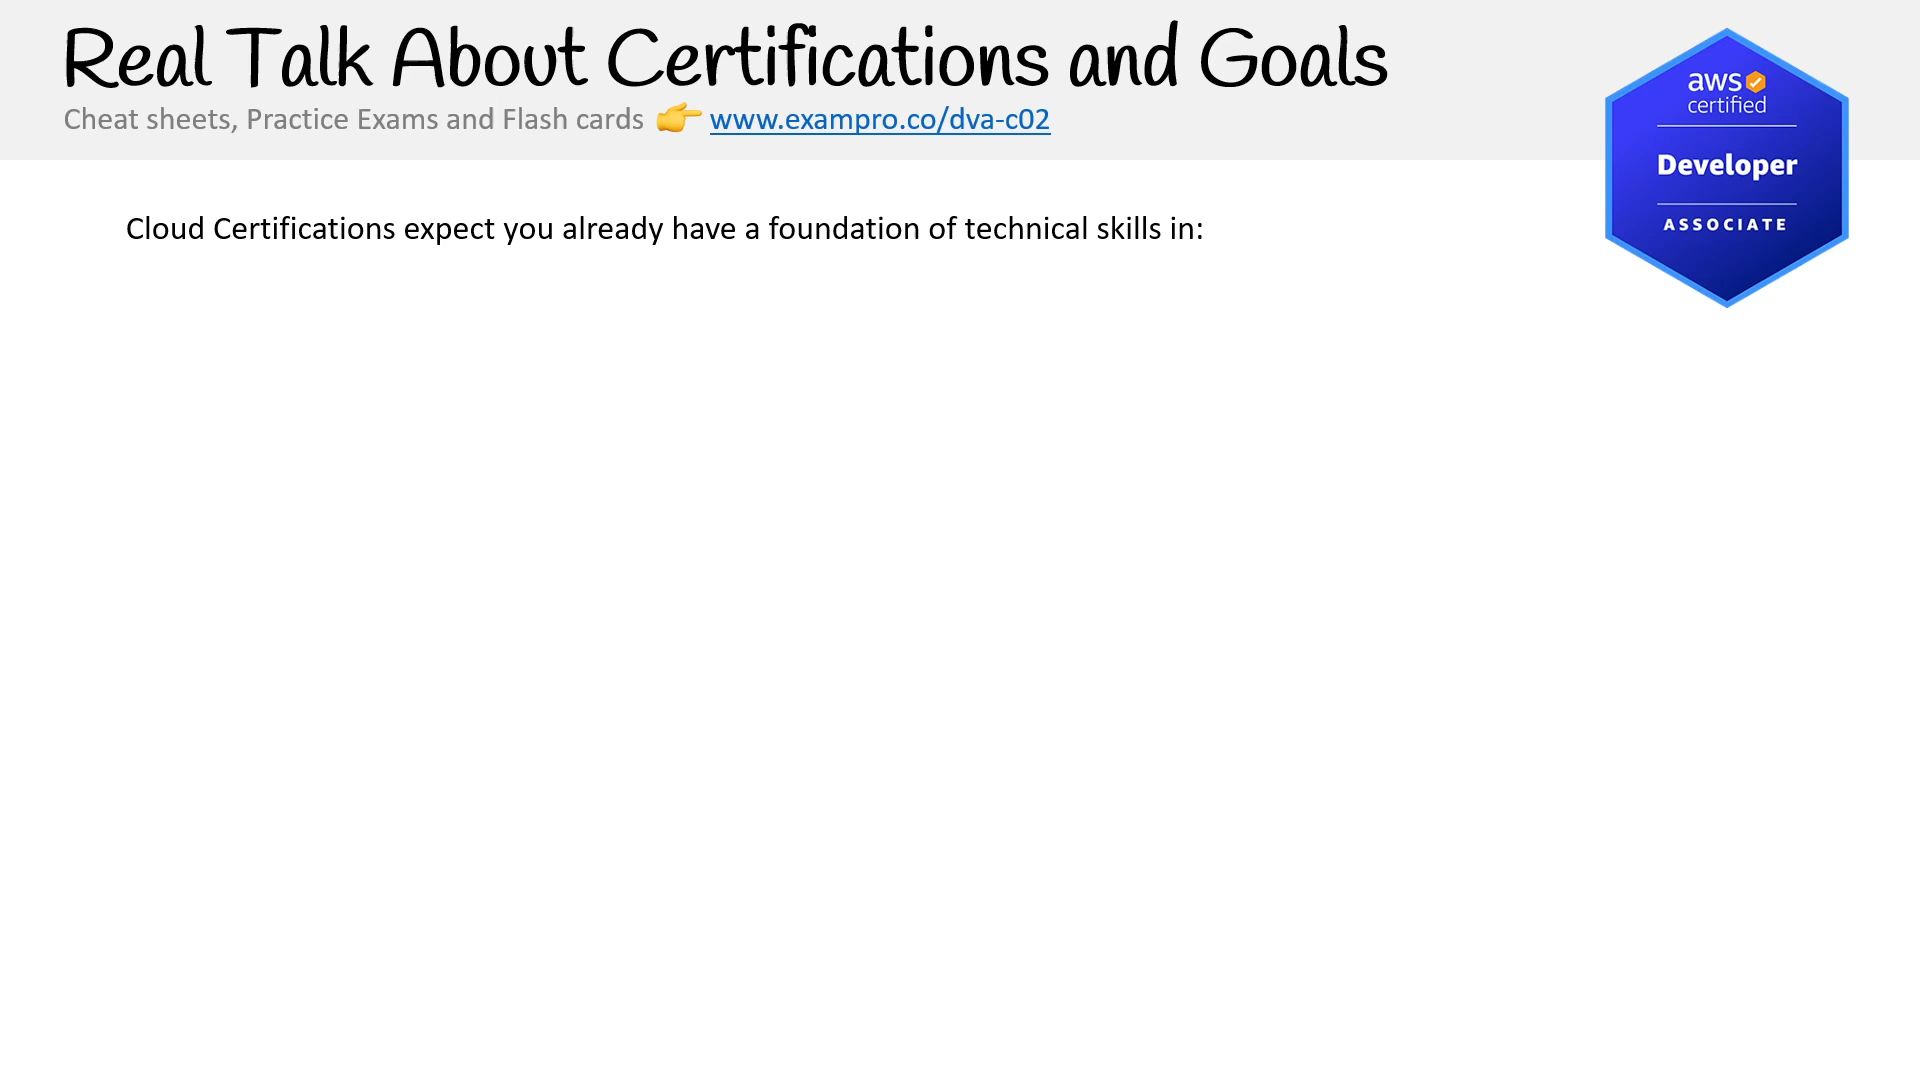 Real Talk About Certifications and Goals
Cheat sheets, Practice Exams and Flash cards 👉 www.exampro.co/dva-c02
aws
certified
Developer
ASSOCIATE
Cloud Certifications expect you already have a foundation of technical skills in: